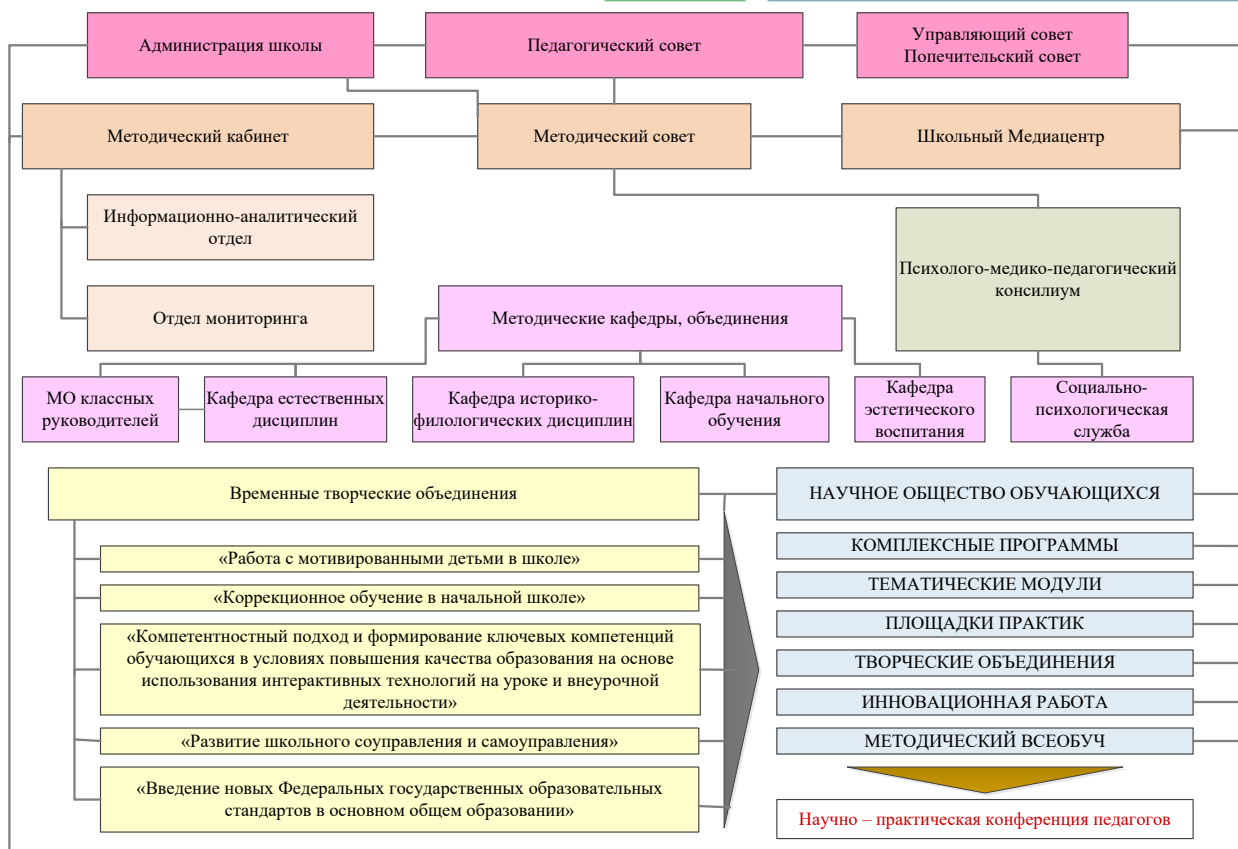 Администрация школы
Педагогический совет
Управляющий совет
Попечительский совет
Методический кабинет
Методический совет
Школьный Медиацентр
Информационно-аналитический
отдел
Психолого-медико-педагогический
консилиум
Отдел мониторинга
Методические кафедры, объединения
МО классных
руководителей
Кафедра естественных
дисциплин
Кафедра историко-
филологических дисциплин
Кафедра начального
обучения
Кафедра
эстетического
воспитания
Социально-
психологическая
служба
Временные творческие объединения
«Работа с мотивированными детьми в школе»
«Коррекционное обучение в начальной школе»
«Компетентностный подход и формирование ключевых компетенций
обучающихся в условиях повышения качества образования на основе
использования интерактивных технологий на уроке и внеурочной
деятельности»
«Развитие школьного соуправления и самоуправления»
«Введение новых Федеральных государственных образовательных
стандартов в основном общем образовании»
НАУЧНОЕ ОБЩЕСТВО ОБУЧАЮЩИХСЯ
КОМПЛЕКСНЫЕ ПРОГРАММЫ
ТЕМАТИЧЕСКИЕ МОДУЛИ
ПЛОЩАДКИ ПРАКТИК
ТВОРЧЕСКИЕ ОБЪЕДИНЕНИЯ
ИННОВАЦИОННАЯ РАБОТА
МЕТОДИЧЕСКИЙ ВСЕОБУЧ
Научно – практическая конференция педагогов